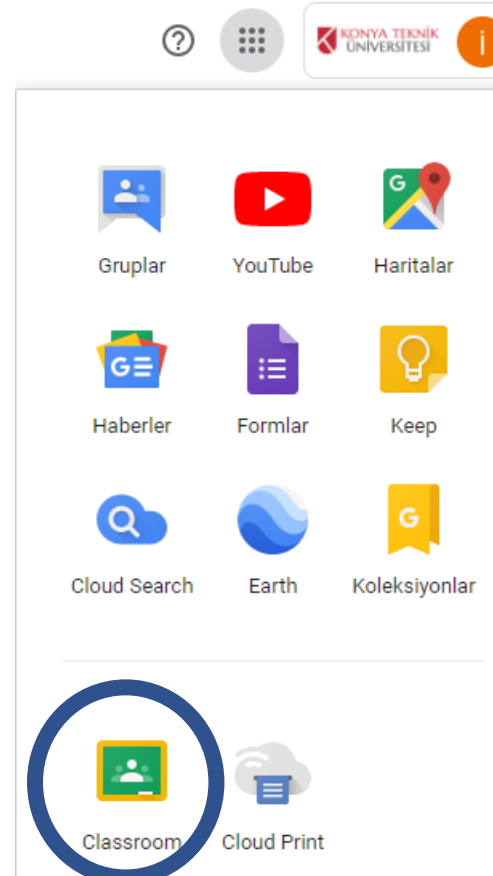 KONYA TEKNİK
ÜNİVERSİTESİ
i
Gruplar YouTube Haritalar
Haberler Formlar Keep
Cloud Search Earth Koleksiyonlar
Classroom Cloud Print